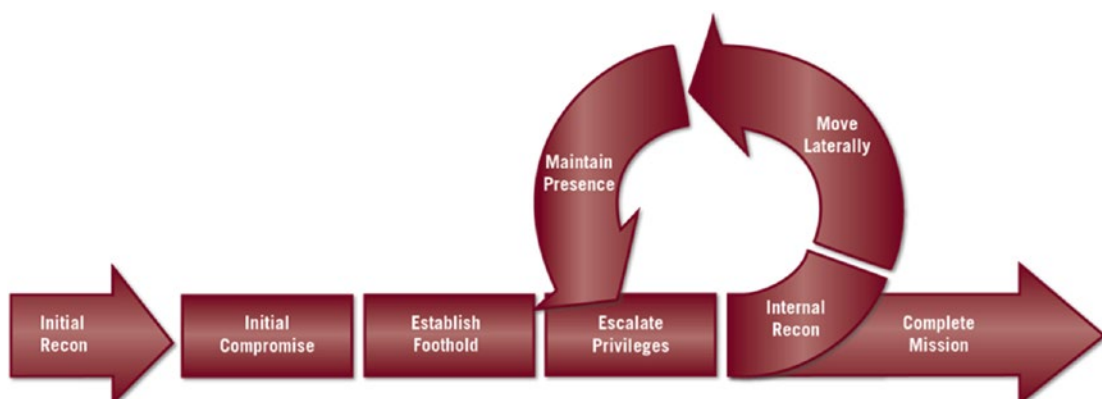 Initial
Recon
Initial
Compromise
Establish
Foothold
Escalate
Privileges
Internal
Recon
Move
Laterally
Maintain
Presence
Complete
Mission